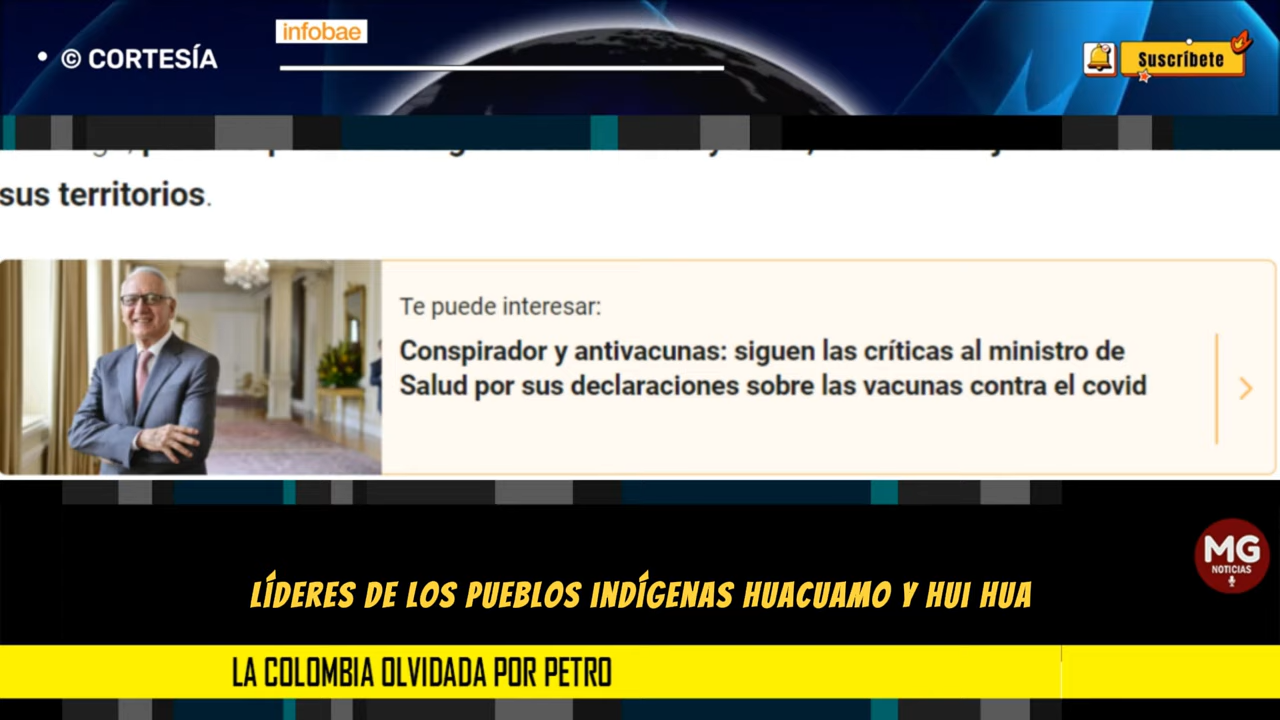 infobae
• © CORTESÍA
Suscríbete
sus territorios.
Te puede interesar:
Conspirador y antivacunas: siguen las críticas al ministro de
Salud por sus declaraciones sobre las vacunas contra el covid
MG
NOTICIAS
LÍDERES DE LOS PUEBLOS INDÍGENAS HUACUAMO Y HUI HUA
LA COLOMBIA OLVIDADA POR PETRO